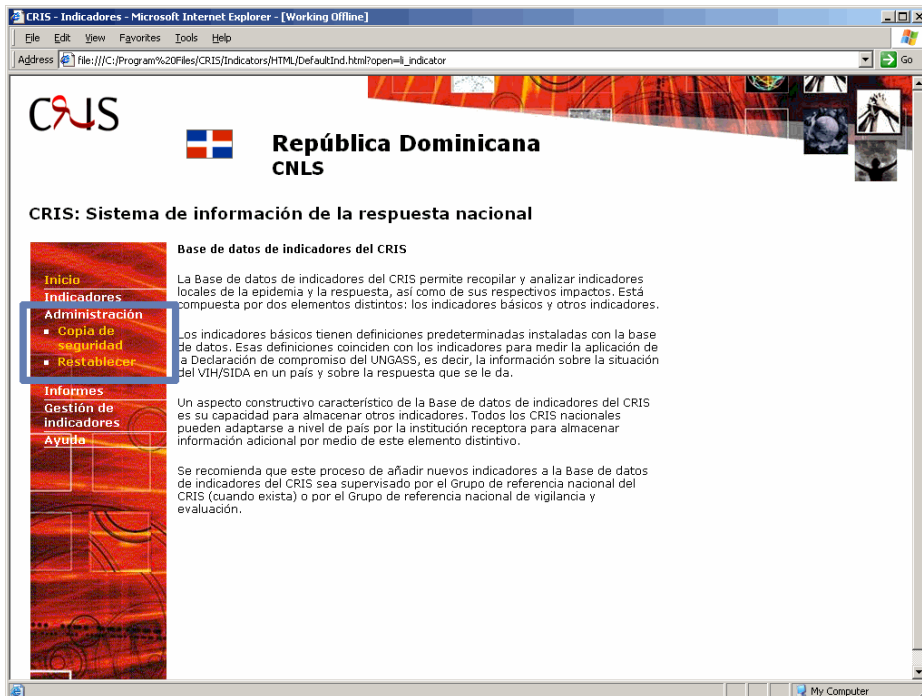 CRIS - Indicadores - Microsoft Internet Explorer - [Working Offline]
File Edit View Favorites Tools Help
Address file:///C:/Program%20Files/CRIS/Indicators/HTML/DefaultInd.html?open=li_indicator Go
CRIS
República Dominicana
CNLS
CRIS: Sistema de información de la respuesta nacional
Inicio
Indicadores
Administración
Copia de
seguridad
Restablecer
Informes
Gestión de
indicadores
Ayuda
Base de datos de indicadores del CRIS
La Base de datos de indicadores del CRIS permite recopilar y analizar indicadores
locales de la epidemia y la respuesta, así como de sus respectivos impactos. Está
compuesta por dos elementos distintos: los indicadores básicos y otros indicadores.
Los indicadores básicos tienen definiciones predeterminadas instaladas con la base
de datos. Esas definiciones coinciden con los indicadores para medir la aplicación de
la Declaración de compromiso del UNGASS, es decir, la información sobre la situación
del VIH/SIDA en un país y sobre la respuesta que se le da.
Un aspecto constructivo característico de la Base de datos de indicadores del CRIS
es su capacidad para almacenar otros indicadores. Todos los CRIS nacionales
pueden adaptarse a nivel de país por la institución receptora para almacenar
información adicional por medio de este elemento distintivo.
Se recomienda que este proceso de añadir nuevos indicadores a la Base de datos
de indicadores del CRIS sea supervisado por el Grupo de referencia nacional del
CRIS (cuando exista) o por el Grupo de referencia nacional de vigilancia y
evaluación.
My Computer